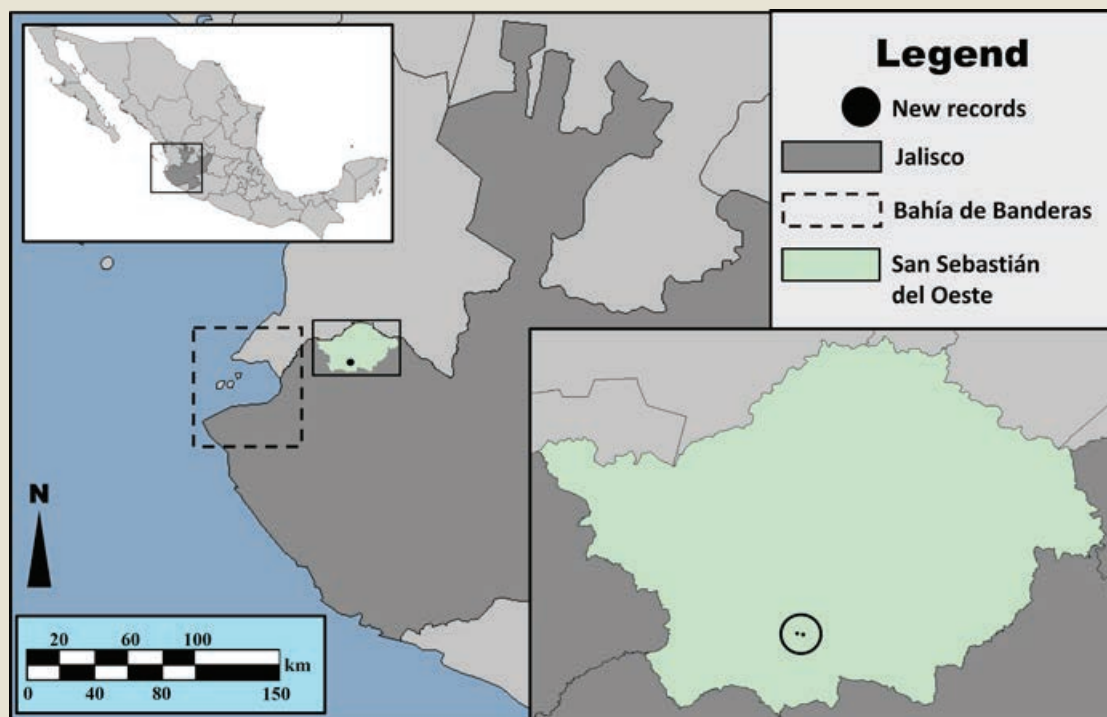 Legend
New records
Jalisco
Bahía de Banderas
San Sebastián
del Oeste
N
20 60 100
km
0 40 80 150